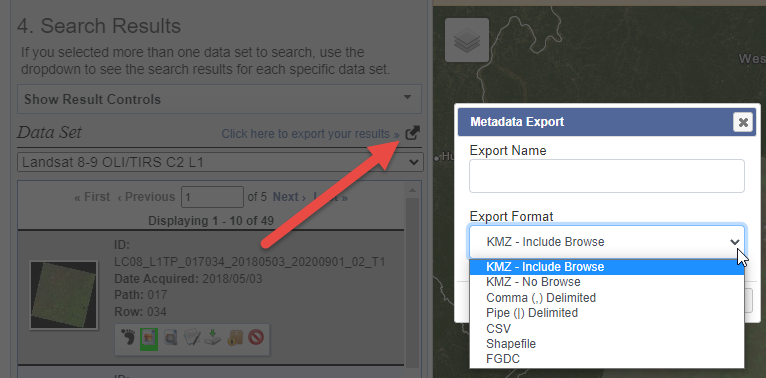 4. Search Results
If you selected more than one data set to search, use the
dropdown to see the search results for each specific data set.
Show Result Controls
Data Set
Click here to export your results »
Landsat 8-9 OLI/TIRS C2 L1
« First ‹ Previous 1 of 5 Next › »
Displaying 1 - 10 of 49
ID:
LC08_L1TP_017034_20180503_20200901_02_T1
Date Acquired: 2018/05/03
Path: 017
Row: 034
ID:
Wes
Hu
Metadata Export
Export Name
Export Format
KMZ - Include Browse
KMZ - Include Browse
KMZ - No Browse
Comma (,) Delimited
Pipe (|) Delimited
CSV
Shapefile
FGDC